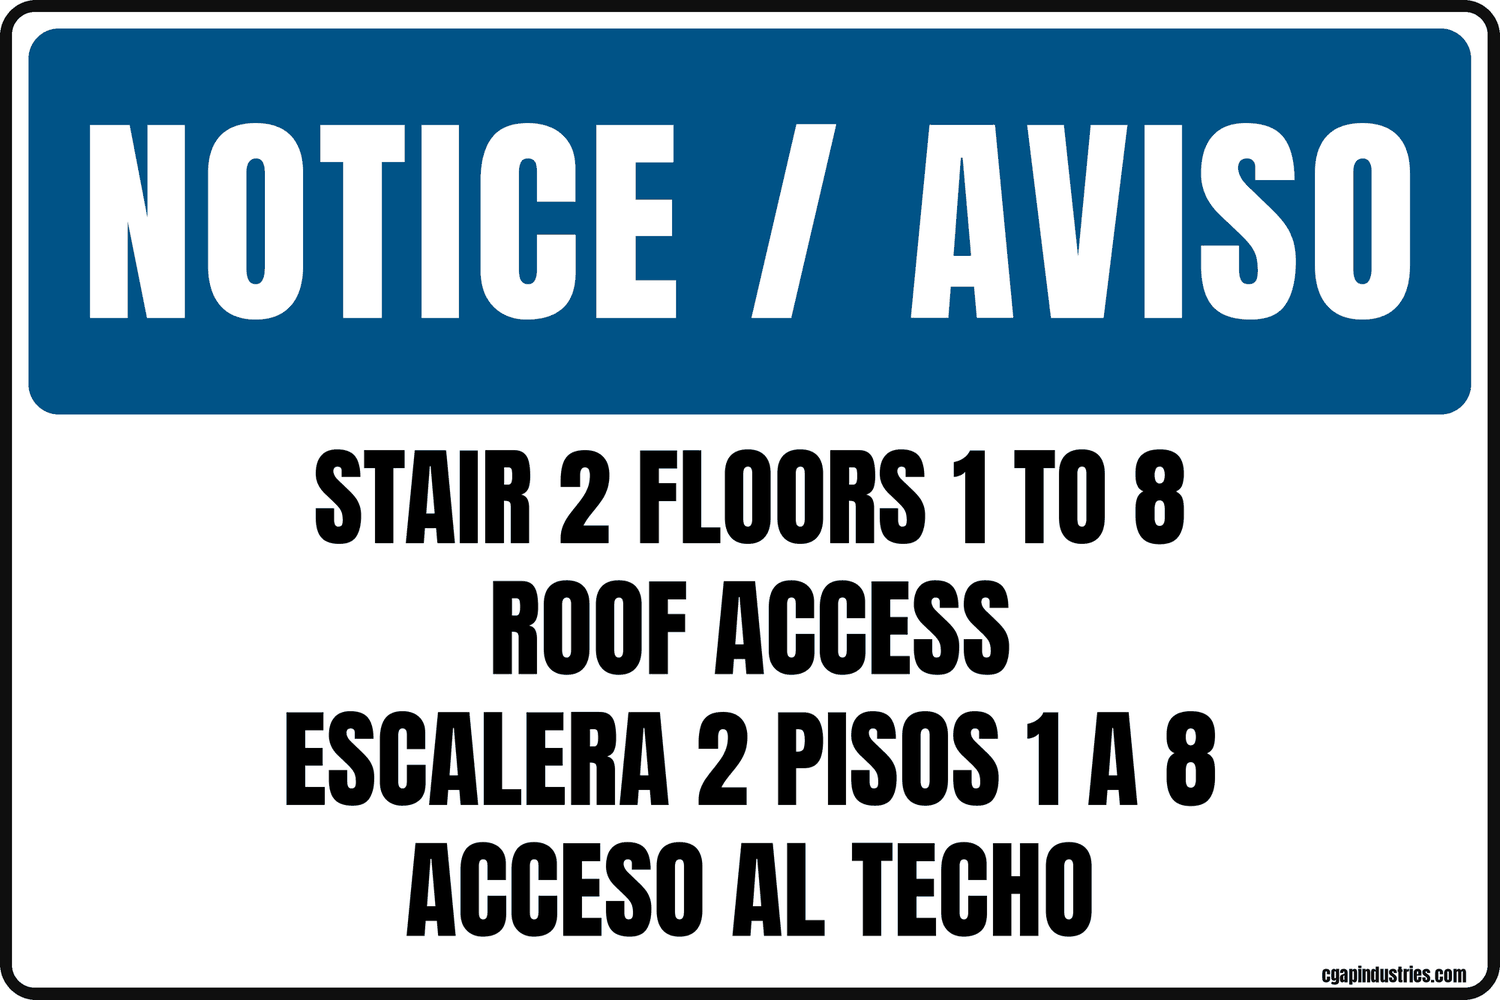 NOTICE / AVISO
STAIR 2 FLOORS 1 TO 8
ROOF ACCESS
ESCALERA 2 PISOS 1 A 8
ACCESO AL TECHO
cgapindustries.com